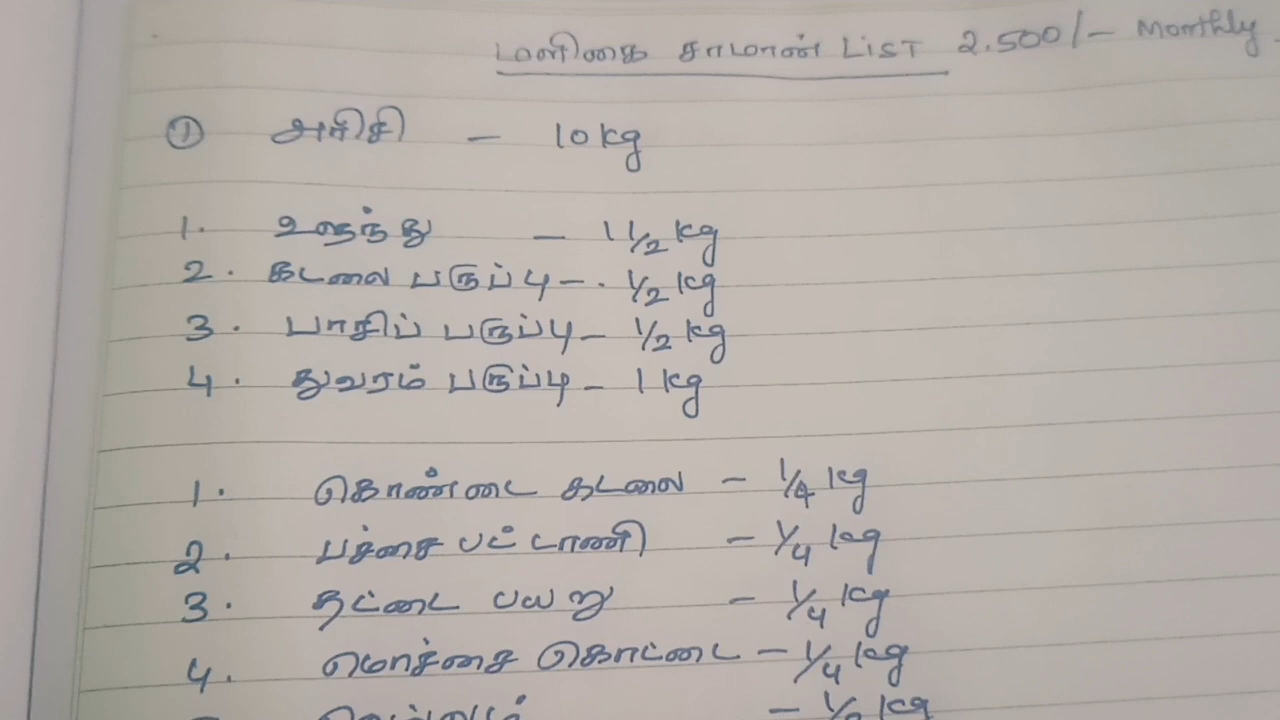 மளிகை சாமான் LIST 2.500/- Monthly.
① அரிசி - 10 kg
1. உளுந்து - 1 1/2 kg
2. கடலை பருப்பு - . 1/2 kg
3. பாசிப் பருப்பு - 1/2 kg
4. துவரம் பருப்பு - 1 kg
1. கொண்டை கடலை - 1/4 kg
2. பச்சை பட்டாணி - 1/4 kg
3. தட்டை பயறு - 1/4 kg
4. மொச்சை கொட்டை - 1/4 kg